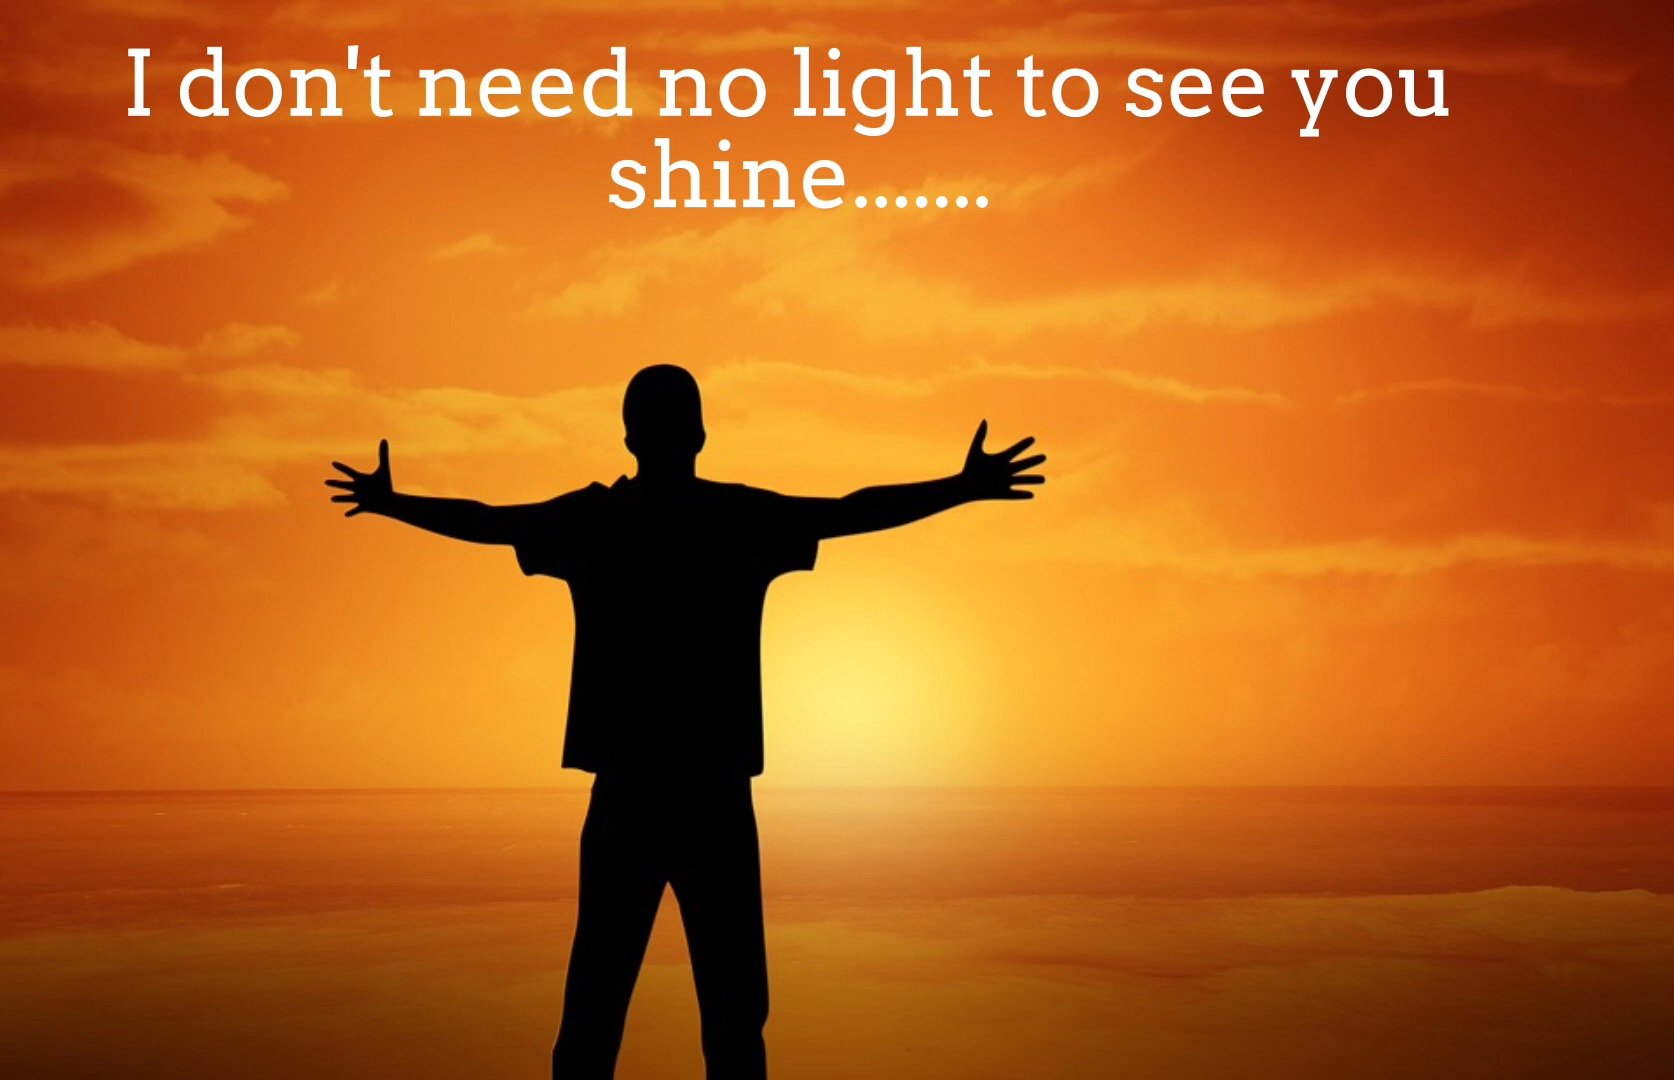 I don't need no light to see you
shine.......